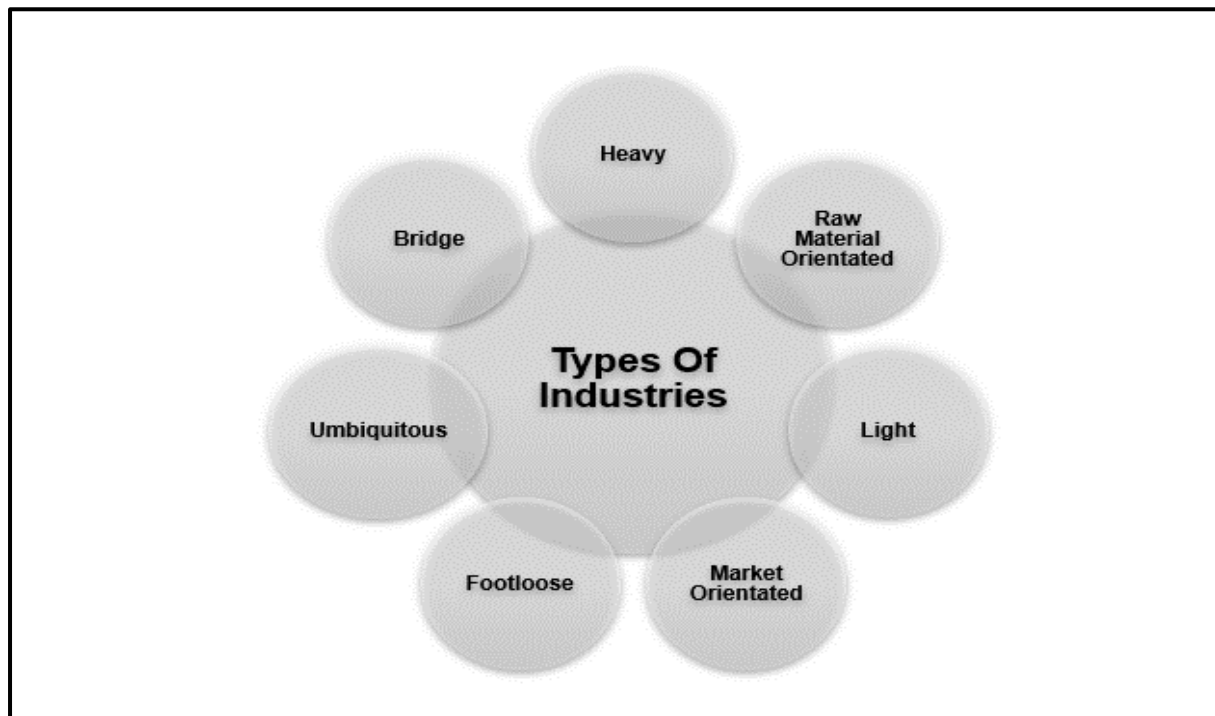 Heavy
Raw
Material
Orientated
Light
Market
Orientated
Footloose
Umbiquitous
Bridge
Types Of
Industries